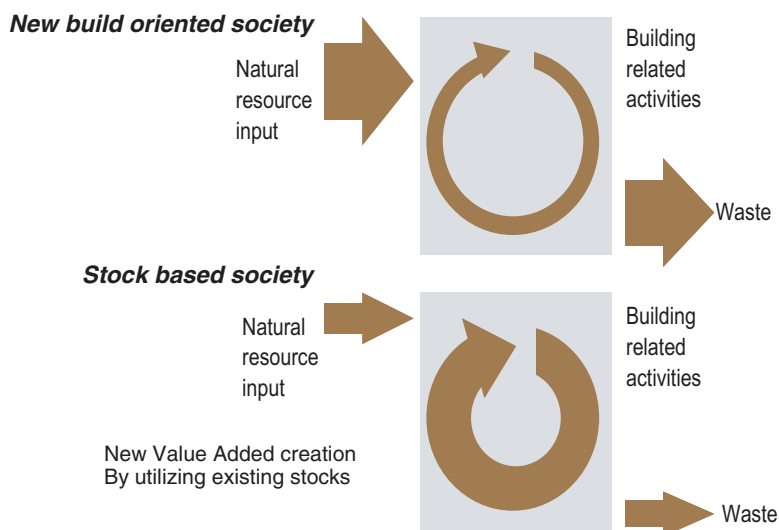 New build oriented society
Natural
resource
input
Building
related
activities
Waste
Stock based society
Natural
resource
input
Building
related
activities
New Value Added creation
By utilizing existing stocks
Waste